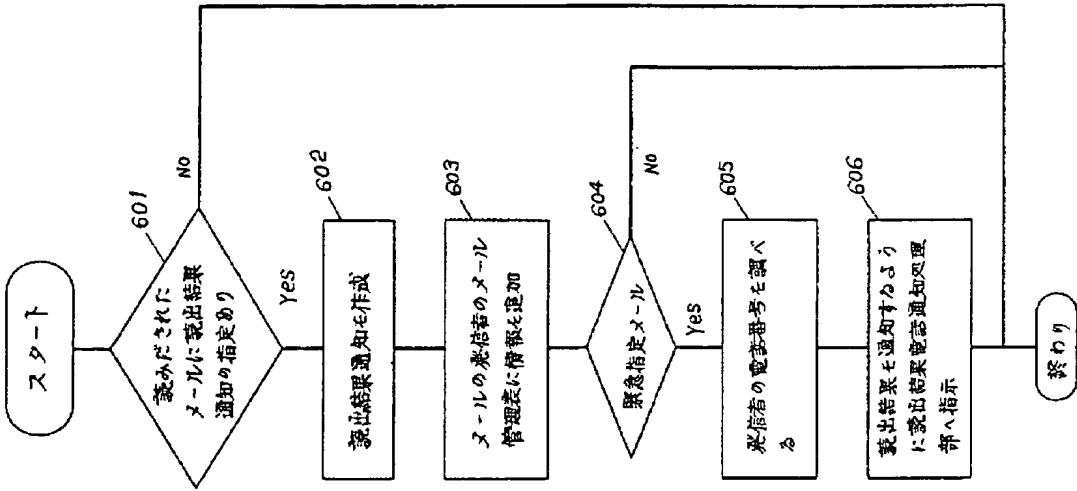 スタート
601
読みだされた
メールに読出結果
通知の指定あり
No
Yes
602
読出結果通知を作成
603
メールの発信者のメール
管理表に情報を追加
604
緊急指定メール
No
Yes
605
発信者の電話番号を調べ
る
606
読出結果を通知するよう
に読出結果電話通知処理
部へ指示
終わり